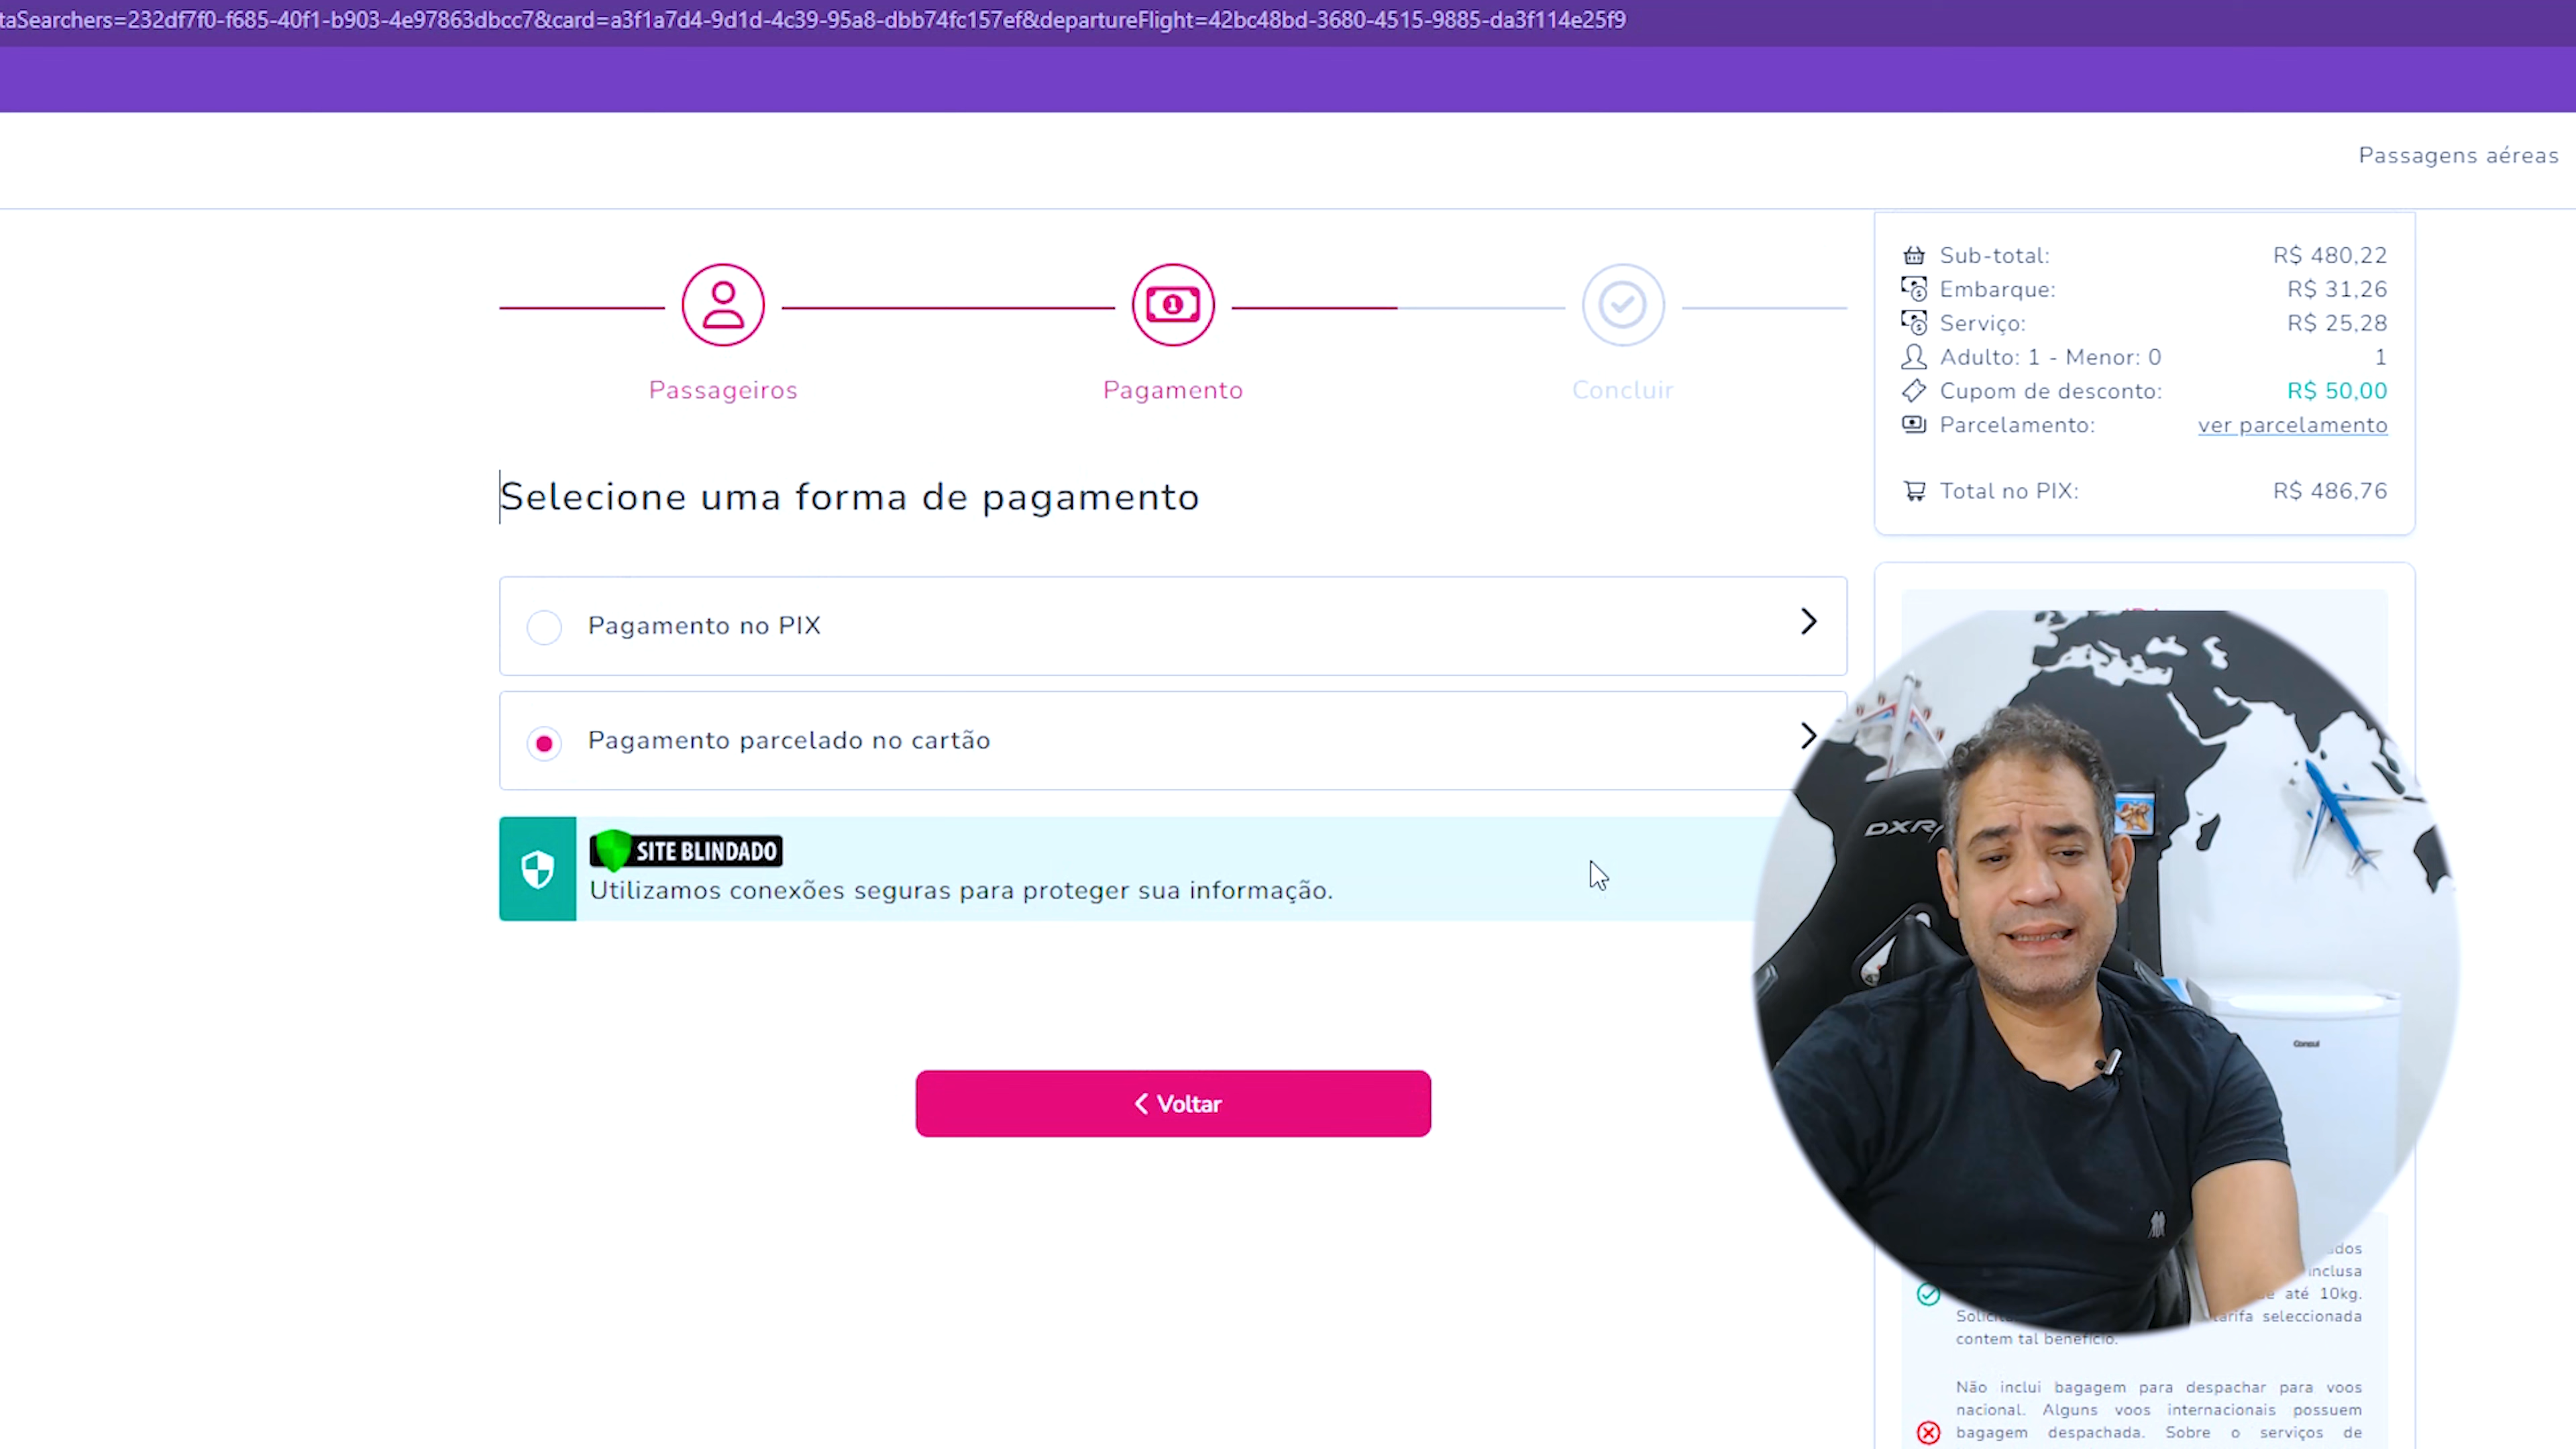 taSearchers=232df7f0-f685-40f1-b903-4e97863dbcc7&card=a3f1a7d4-9d1d-4c39-95a8-dbb74fc157ef&departureFlight=42bc48bd-3680-4515-9885-da3f114e25f9
Passagens aéreas
Passageiros
Pagamento
Concluir
Selecione uma forma de pagamento
Pagamento no PIX
Pagamento parcelado no cartão
SITE BLINDADO
Utilizamos conexões seguras para proteger sua informação.
Voltar
Sub-total: R$ 480,22
Embarque: R$ 31,26
Serviço: R$ 25,28
Adulto: 1 - Menor: 0 1
Cupom de desconto: R$ 50,00
Parcelamento: ver parcelamento
Total no PIX: R$ 486,76
DXR
Consul
inclusa
até 10kg.
seleccionada
contem tal benefício.
Não inclui bagagem para despachar para voos
nacional. Alguns voos internacionais possuem
bagagem despachada. Sobre o serviços de